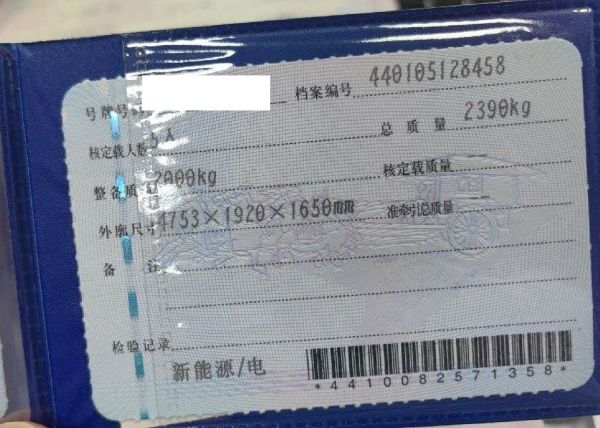 号牌号码 档案编号 440105128458
核定载人数 5人 总质量 2390kg
整备质量 2000kg 核定载质量
外廓尺寸 4753×1920×1650mm 准牵引总质量 —
备注
检验记录
新能源/电
*4410082571358*